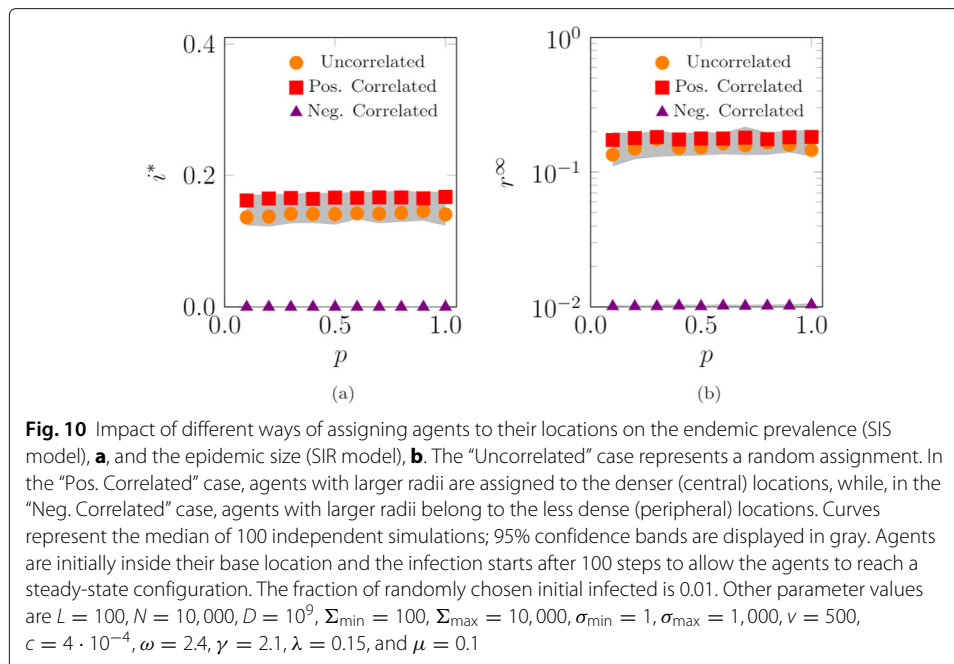 0.4
0.2
0.0
i*
Uncorrelated
Pos. Correlated
Neg. Correlated
0.0 0.5 1.0
p
(a)
10⁰
10⁻¹
10⁻²
r∞
Uncorrelated
Pos. Correlated
Neg. Correlated
0.0 0.5 1.0
p
(b)
Fig. 10 Impact of different ways of assigning agents to their locations on the endemic prevalence (SIS
model), a, and the epidemic size (SIR model), b. The “Uncorrelated” case represents a random assignment. In
the “Pos. Correlated” case, agents with larger radii are assigned to the denser (central) locations, while, in the
“Neg. Correlated” case, agents with larger radii belong to the less dense (peripheral) locations. Curves
represent the median of 100 independent simulations; 95% confidence bands are displayed in gray. Agents
are initially inside their base location and the infection starts after 100 steps to allow the agents to reach a
steady-state configuration. The fraction of randomly chosen initial infected is 0.01. Other parameter values
are L = 100, N = 10, 000, D = 10⁹, Σmin = 100, Σmax = 10, 000, σmin = 1, σmax = 1, 000, v = 500,
c = 4 · 10⁻⁴, ω = 2.4, γ = 2.1, λ = 0.15, and μ = 0.1